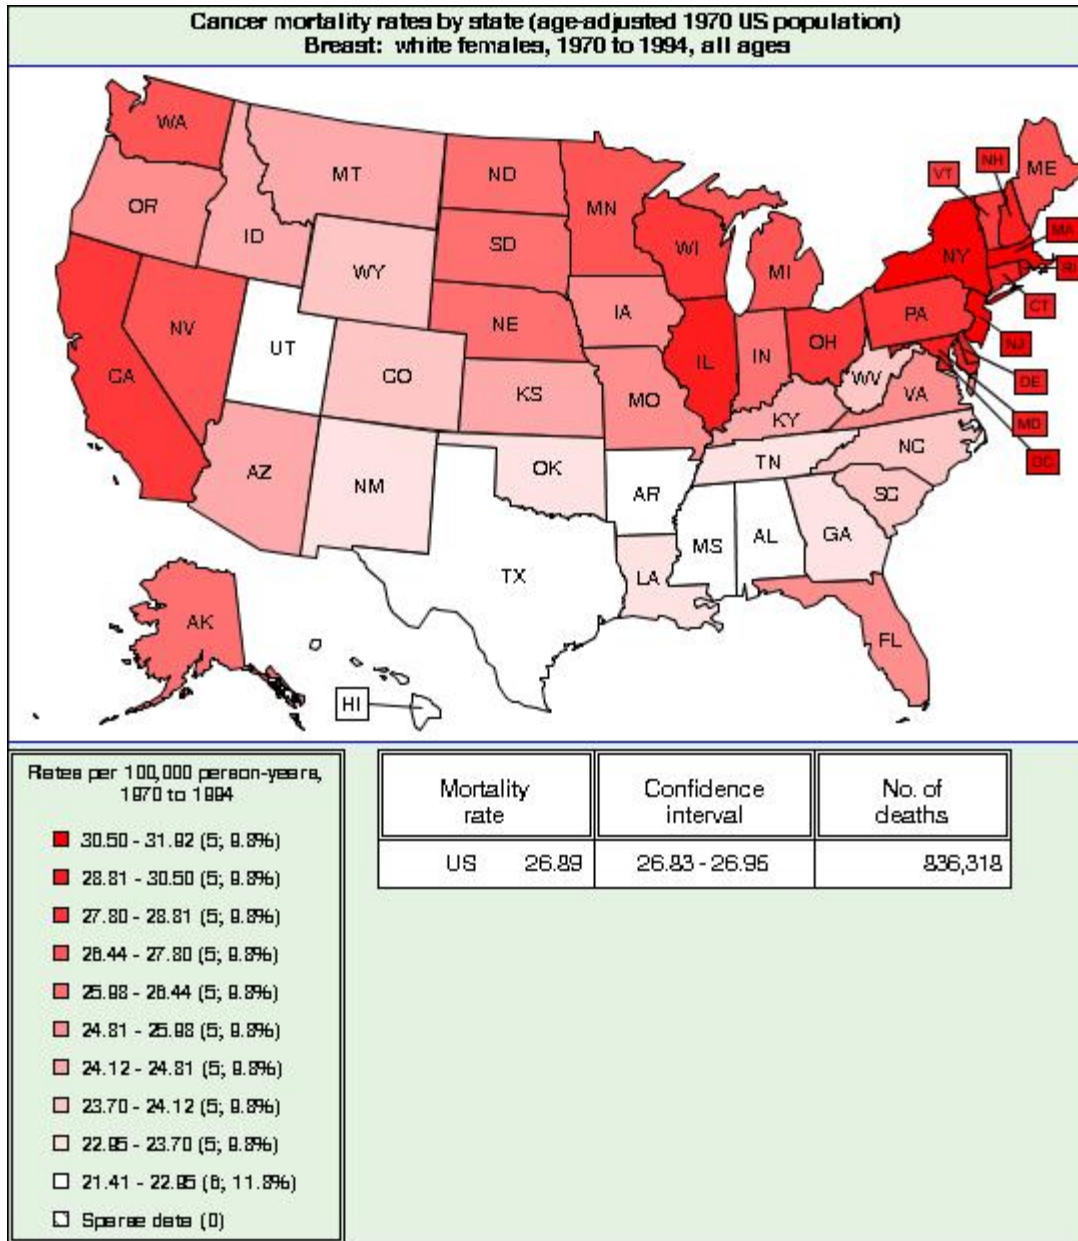 Cancer mortality rates by state (age-adjusted 1970 US population)
Breast: white females, 1970 to 1994, all ages
WA
MT
ND
MN
VT
NH
ME
OR
ID
SD
WI
MI
NY
MA
RI
WY
CT
NV
NE
IA
PA
NJ
UT
CO
IL
IN
OH
DE
CA
KS
MO
WV
VA
KY
MD
AZ
NM
OK
TN
NC
DC
AR
SC
MS
AL
GA
TX
LA
AK
FL
HI
Rates per 100,000 person-years,
1970 to 1994
30.50 - 31.92 (5; 9.8%)
28.81 - 30.50 (5; 9.8%)
27.80 - 28.81 (5; 9.8%)
26.44 - 27.80 (5; 9.8%)
25.98 - 26.44 (5; 9.8%)
24.81 - 25.98 (5; 9.8%)
24.12 - 24.81 (5; 9.8%)
23.70 - 24.12 (5; 9.8%)
22.95 - 23.70 (5; 9.8%)
21.41 - 22.95 (6; 11.8%)
Sparse data (0)
Mortality rate
Confidence interval
No. of deaths
US 26.89 26.83 - 26.95 836,318